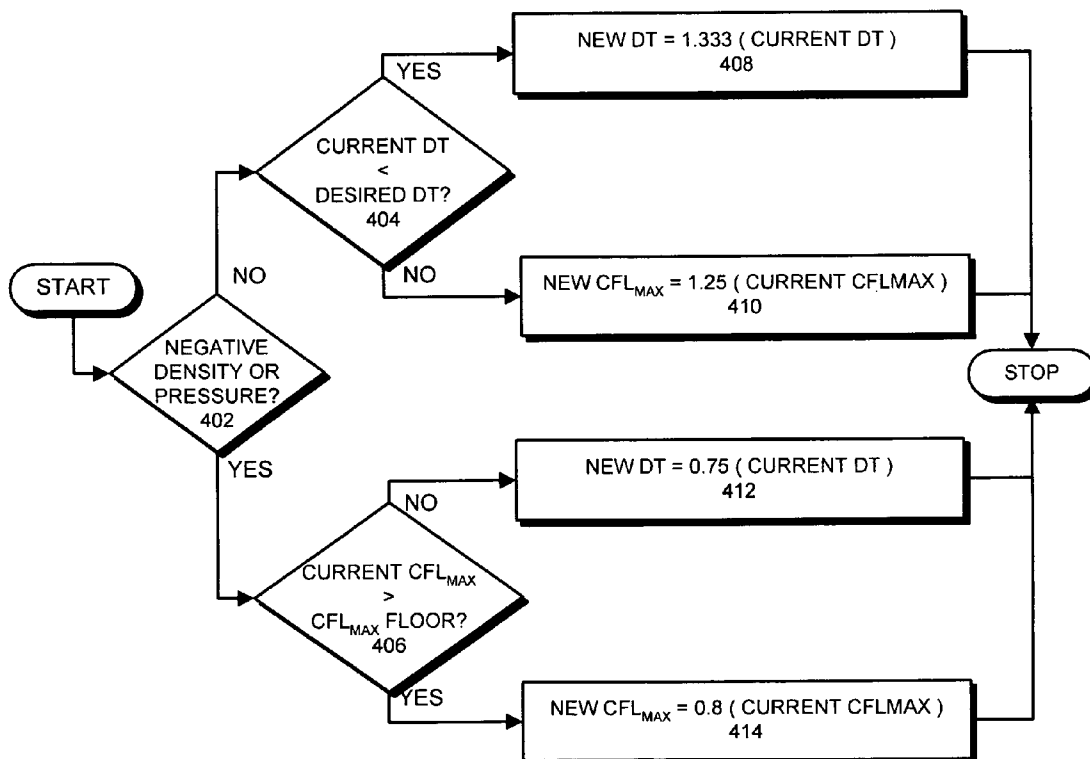 START
NEGATIVE
DENSITY OR
PRESSURE?
402
NO
YES
CURRENT DT
<
DESIRED DT?
404
YES
NO
NEW DT = 1.333 ( CURRENT DT )
408
NEW CFLMAX = 1.25 ( CURRENT CFLMAX )
410
CURRENT CFLMAX
>
CFLMAX FLOOR?
406
NO
YES
NEW DT = 0.75 ( CURRENT DT )
412
NEW CFLMAX = 0.8 ( CURRENT CFLMAX )
414
STOP